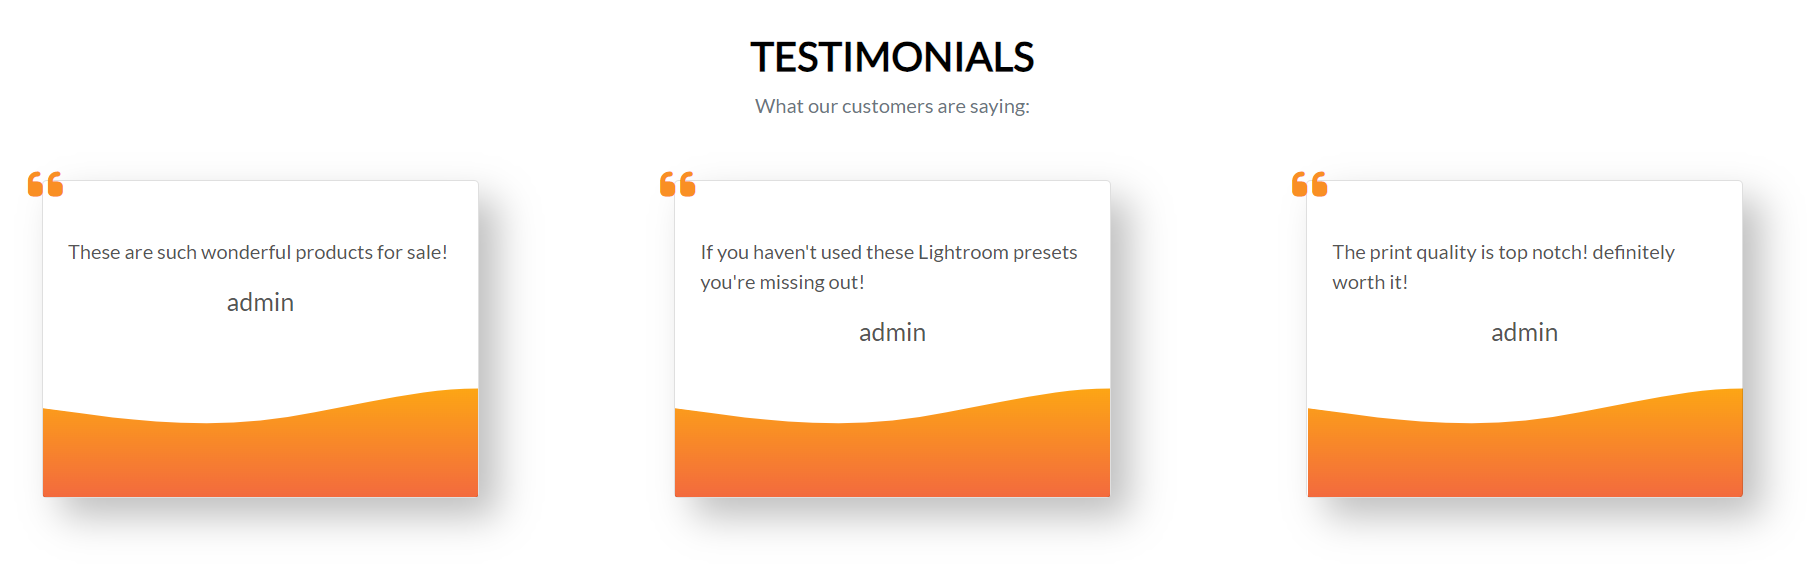 TESTIMONIALS
What our customers are saying:
These are such wonderful products for sale!
admin
If you haven't used these Lightroom presets
you're missing out!
admin
The print quality is top notch! definitely
worth it!
admin